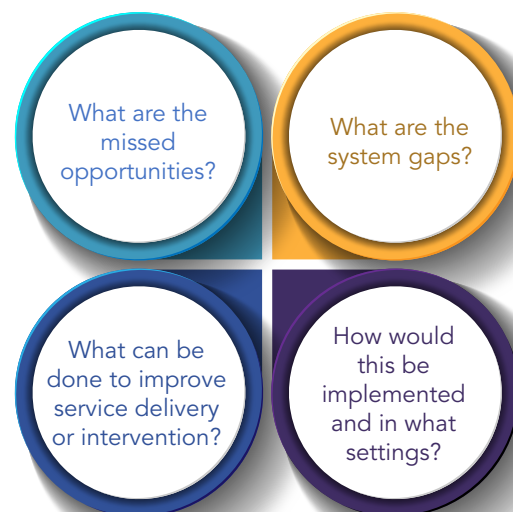 What are the
missed
opportunities?
What are the
system gaps?
What can be
done to improve
service delivery
or intervention?
How would
this be
implemented
and in what
settings?